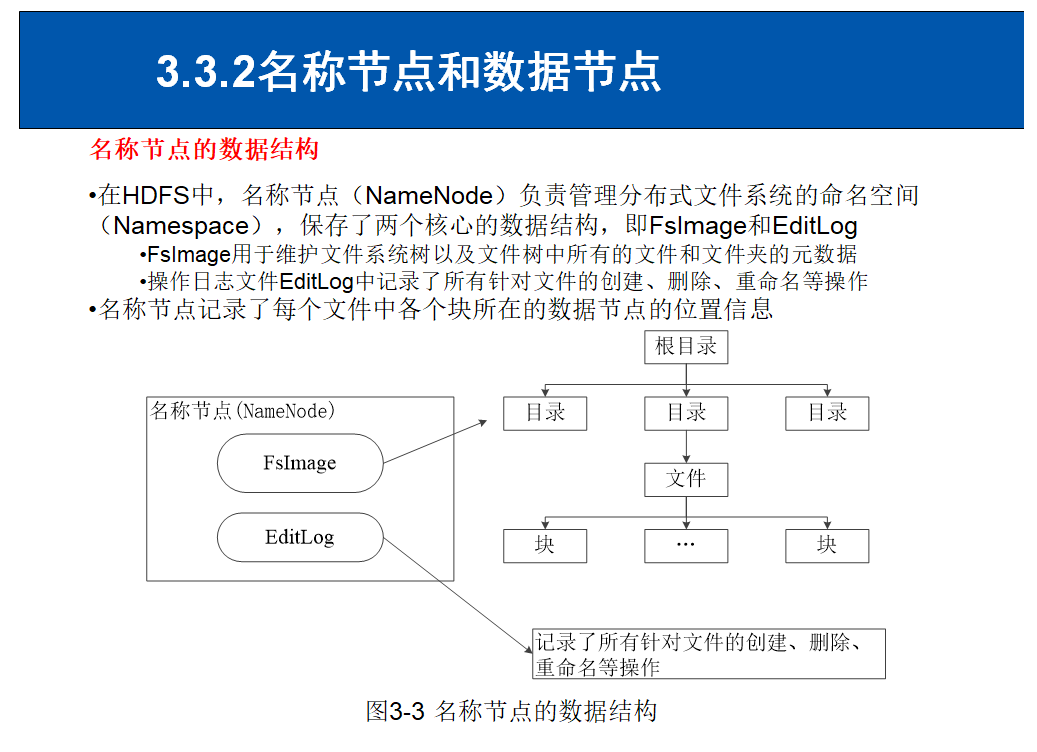 3.3.2名称节点和数据节点
名称节点的数据结构
•在HDFS中，名称节点（NameNode）负责管理分布式文件系统的命名空间
（Namespace），保存了两个核心的数据结构，即FsImage和EditLog
•FsImage用于维护文件系统树以及文件树中所有的文件和文件夹的元数据
•操作日志文件EditLog中记录了所有针对文件的创建、删除、重命名等操作
•名称节点记录了每个文件中各个块所在的数据节点的位置信息
根目录
名称节点(NameNode)
目录
目录
目录
FsImage
文件
EditLog
块
…
块
记录了所有针对文件的创建、删除、
重命名等操作
图3-3 名称节点的数据结构